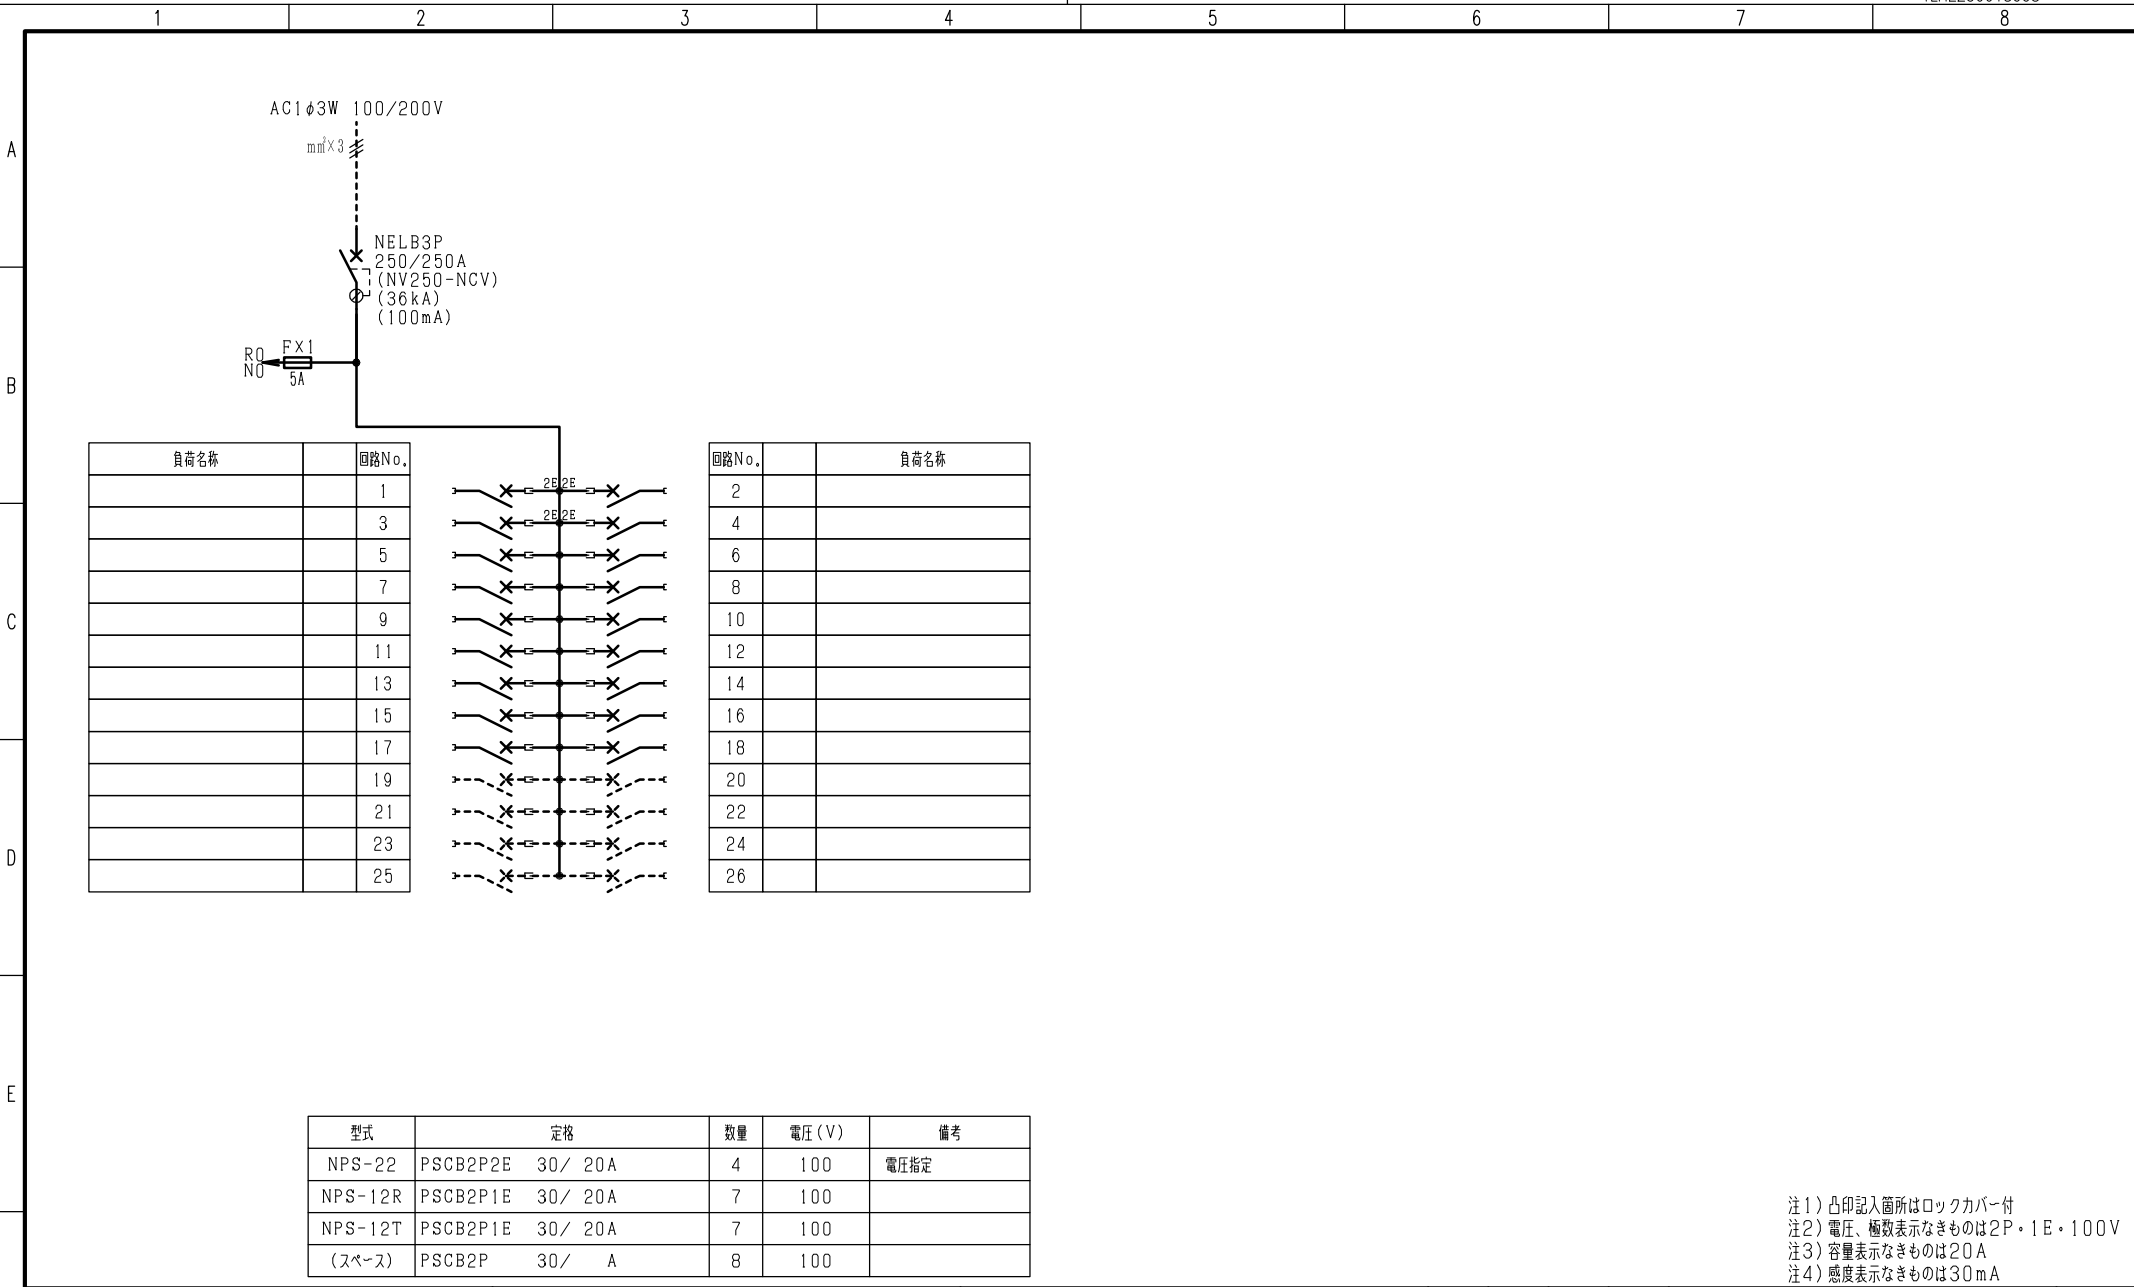 1 2 3 4 5 6 7 8
A
B
C
D
E
AC1φ3W 100/200V
mm²×3
NELB3P
250/250A
(NV250-NCV)
(36kA)
(100mA)
R0
N0
F×1
5A
負荷名称 回路No. 回路No. 負荷名称
1 2E 2E 2
3 2E 2E 4
5 6
7 8
9 10
11 12
13 14
15 16
17 18
19 20
21 22
23 24
25 26
型式 定格 数量 電圧(V) 備考
NPS-22 PSCB2P2E 30/ 20A 4 100 電圧指定
NPS-12R PSCB2P1E 30/ 20A 7 100
NPS-12T PSCB2P1E 30/ 20A 7 100
(スペース) PSCB2P 30/ A 8 100
注1)凸印記入箇所はロックカバー付
注2)電圧、極数表示なきものは2P・1E・100V
注3)容量表示なきものは20A
注4)感度表示なきものは30mA